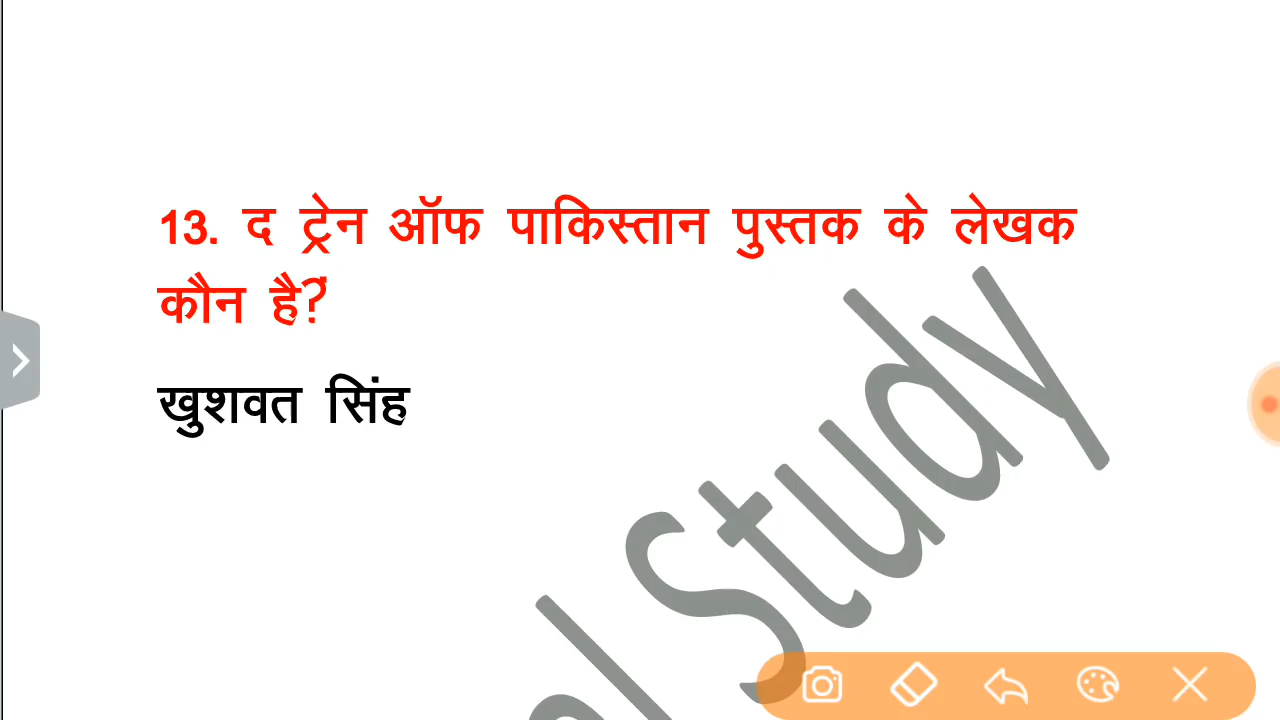 13. द ट्रेन ऑफ पाकिस्तान पुस्तक के लेखक
कौन है?
खुशवत सिंह
Study